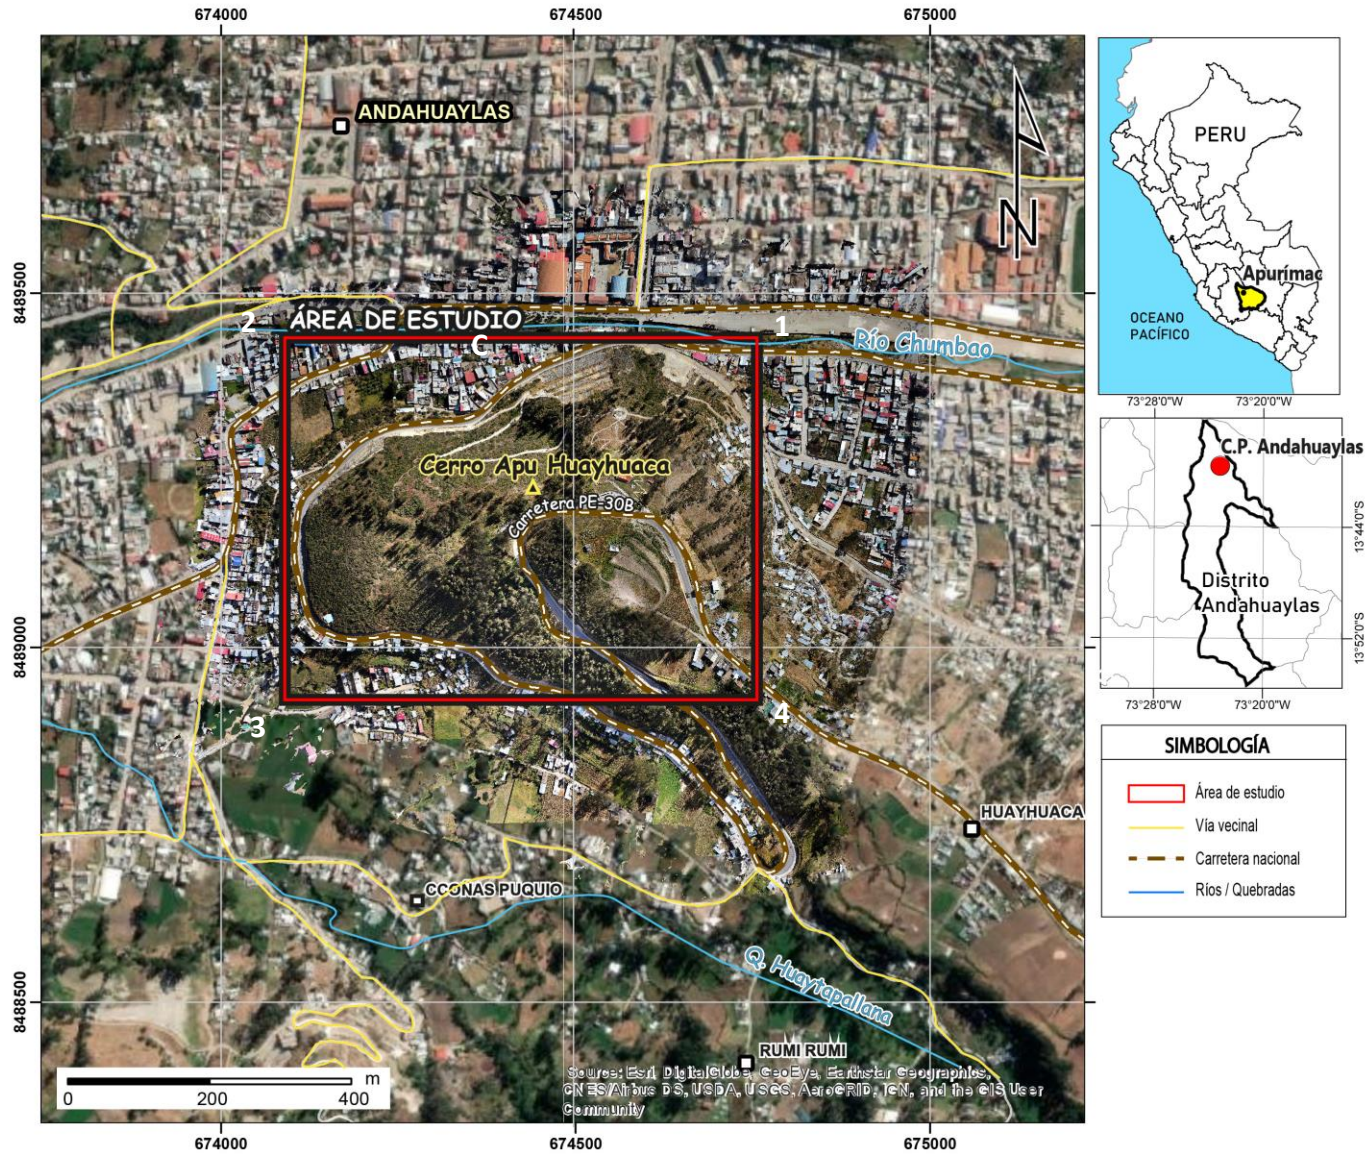 674000
674500
675000
8489500
8489000
8488500
ANDAHUAYLAS
N
2
ÁREA DE ESTUDIO
C
1
Río Chumbao
Cerro Apu Huayhuaca
Carretera PE-30B
3
4
HUAYHUACA
CCONAS PUQUIO
Q. Huaytapallana
RUMI RUMI
Source: Esri, DigitalGlobe, GeoEye, Earthstar Geographics,
CNES/Airbus DS, USDA, USGS, AeroGRID, IGN, and the GIS User
Community
m
0 200 400
674000
674500
675000
PERU
Apurímac
OCEANO
PACÍFICO
73°28'0"S
73°20'0"S
C.P. Andahuaylas
Distrito
Andahuaylas
13°44'0"S
13°52'0"S
73°28'0"S
73°20'0"S
SIMBOLOGÍA
Área de estudio
Vía vecinal
Carretera nacional
Ríos / Quebradas